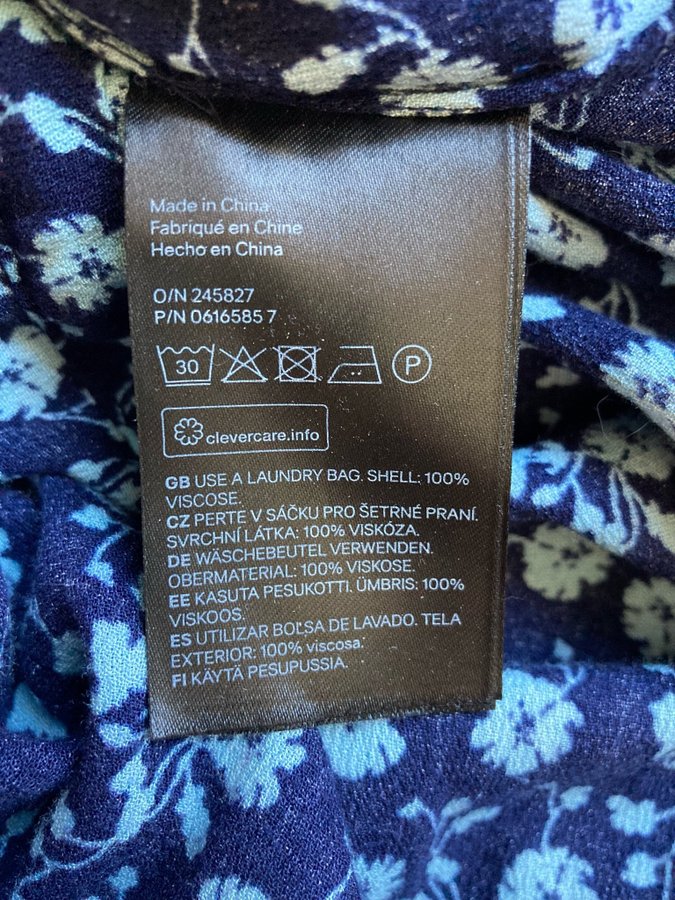 Made in China
Fabriqué en Chine
Hecho en China
O/N 245827
P/N 0616585 7
30 P
clevercare.info
GB USE A LAUNDRY BAG. SHELL: 100%
VISCOSE.
CZ PERTE V SÁČKU PRO ŠETRNÉ PRANÍ.
SVRCHNÍ LÁTKA: 100% VISKÓZA.
DE WÄSCHEBEUTEL VERWENDEN.
OBERMATERIAL: 100% VISKOSE.
EE KASUTA PESUKOTTI. ÜMBRIS: 100%
VISKOOS.
ES UTILIZAR BOLSA DE LAVADO. TELA
EXTERIOR: 100% viscosa.
FI KÄYTÄ PESUPUSSIA.